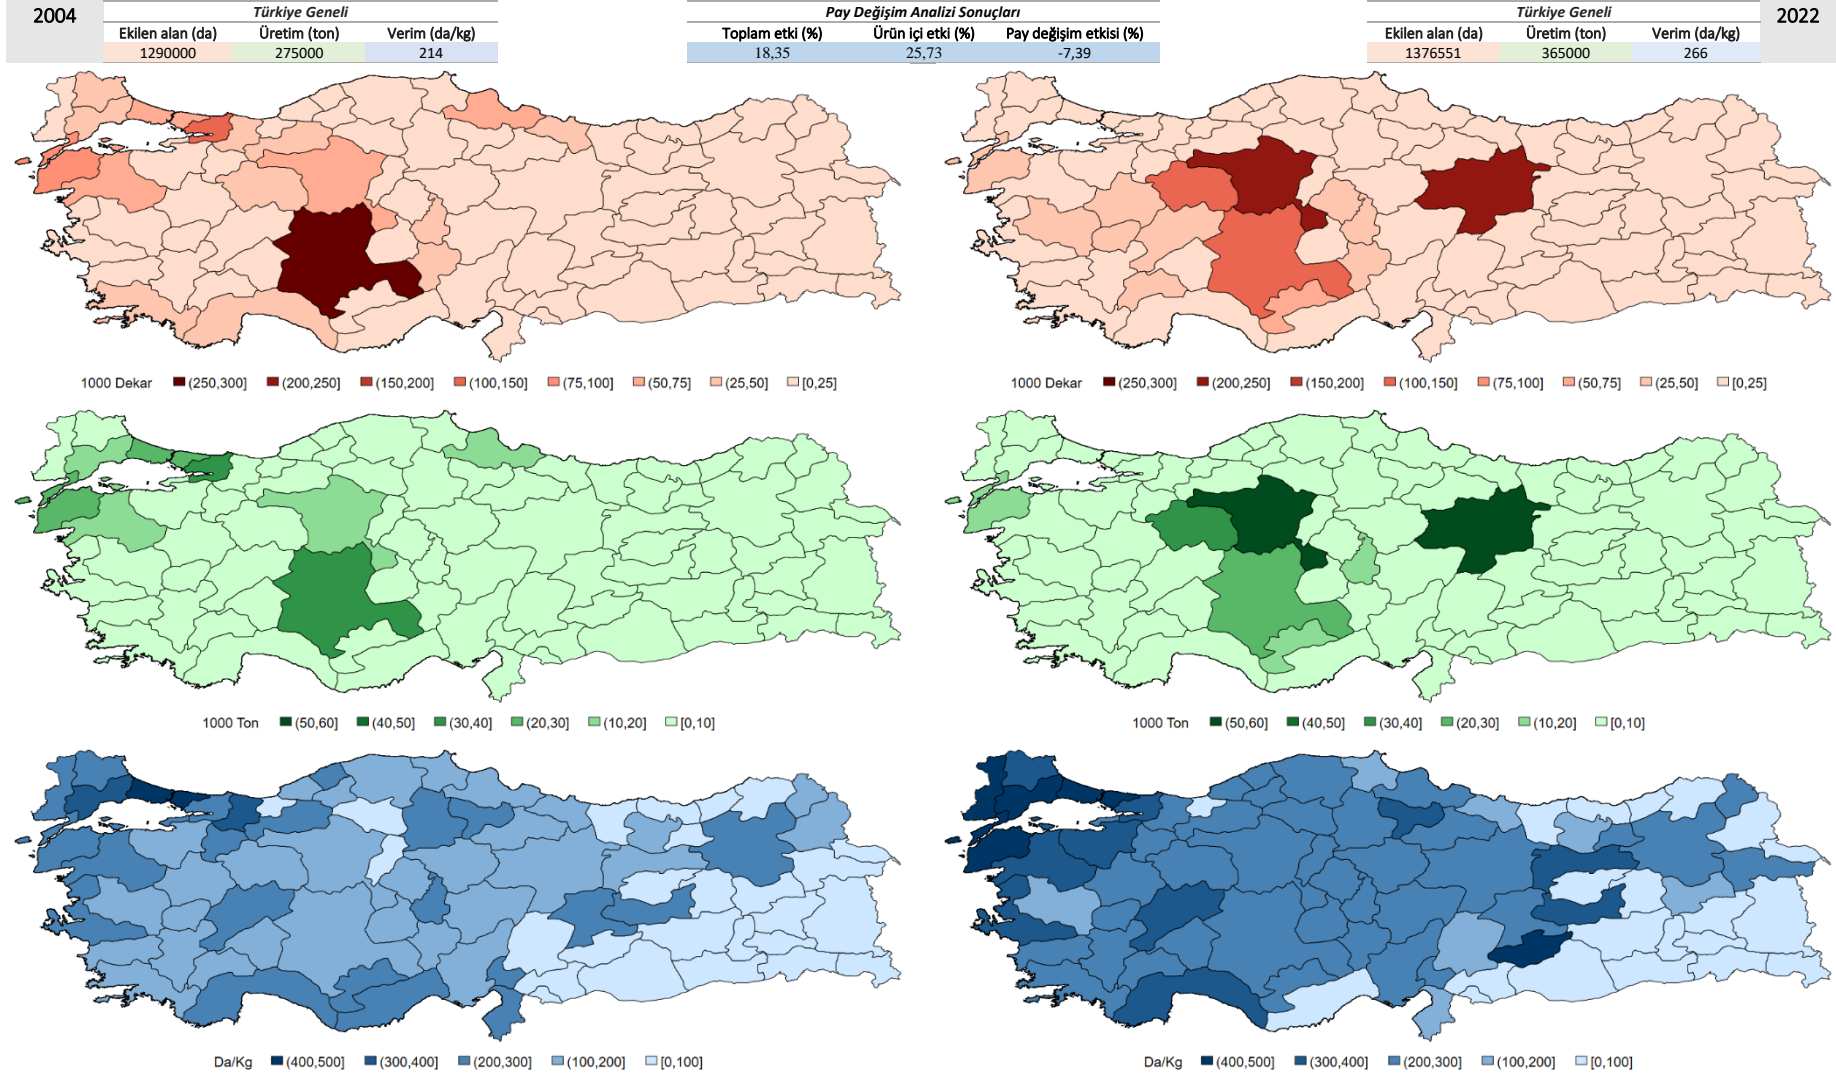 2004
Türkiye Geneli
Ekilen alan (da) Üretim (ton) Verim (da/kg)
1290000 275000 214
Pay Değişim Analizi Sonuçları
Toplam etki (%) Ürün içi etki (%) Pay değişim etkisi (%)
18,35 25,73 -7,39
Türkiye Geneli
Ekilen alan (da) Üretim (ton) Verim (da/kg)
1376551 365000 266
2022
1000 Dekar (250,300] (200,250] (150,200] (100,150] (75,100] (50,75] (25,50] [0,25]
1000 Dekar (250,300] (200,250] (150,200] (100,150] (75,100] (50,75] (25,50] [0,25]
1000 Ton (50,60] (40,50] (30,40] (20,30] (10,20] [0,10]
1000 Ton (50,60] (40,50] (30,40] (20,30] (10,20] [0,10]
Da/Kg (400,500] (300,400] (200,300] (100,200] [0,100]
Da/Kg (400,500] (300,400] (200,300] (100,200] [0,100]